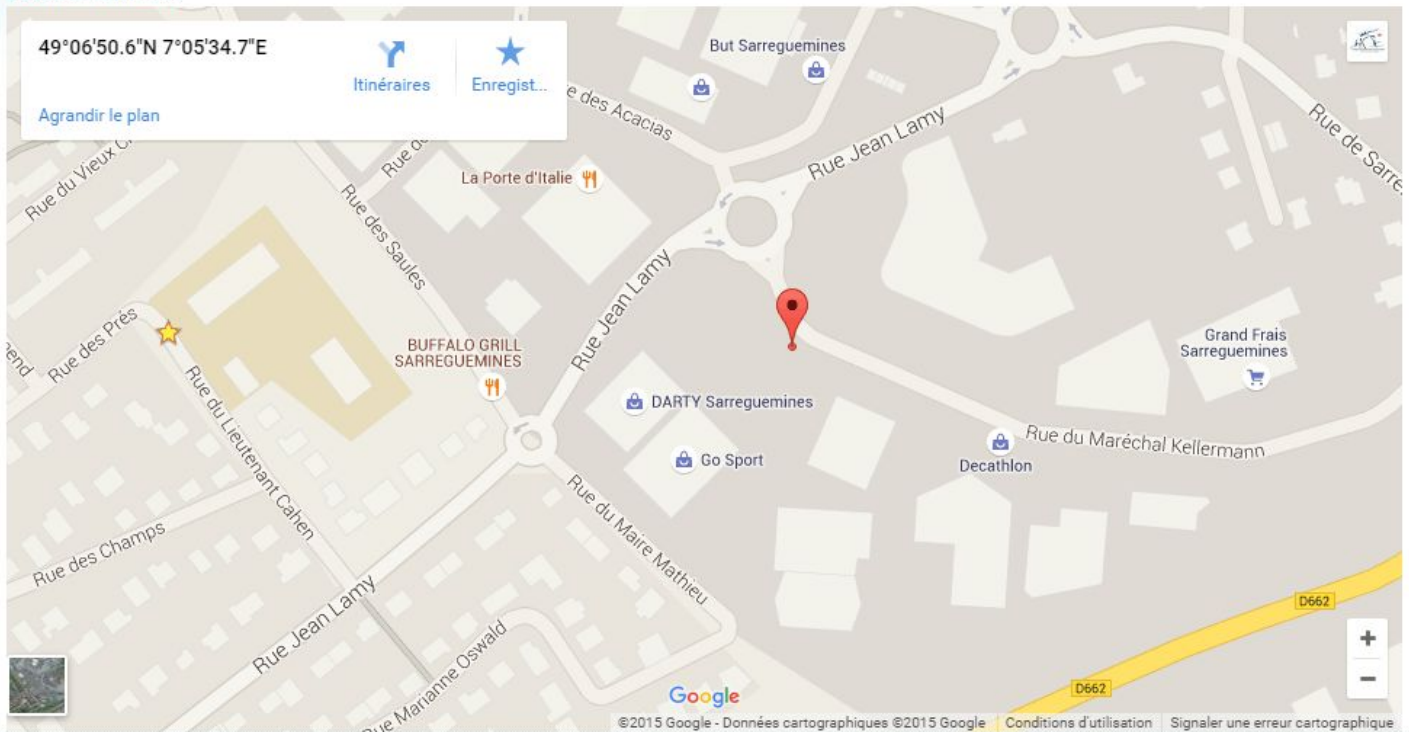 49°06'50.6"N 7°05'34.7"E
Itinéraires
Enregist...
Agrandir le plan
But Sarreguemines
e des Acacias
Rue Jean Lamy
Rue de Sarre
Rue du Vieux C
Rue d
La Porte d'Italie
Rue des Saules
Rue Jean Lamy
Rue des Prés
end
BUFFALO GRILL
SARREGUEMINES
Grand Frais
Sarreguemines
DARTY Sarreguemines
Rue du Lieutenant Cahen
Go Sport
Rue du Maréchal Kellermann
Decathlon
Rue du Maire Mathieu
Rue des Champs
Rue Jean Lamy
D662
Rue Marianne Oswald
D662
Google
©2015 Google - Données cartographiques ©2015 Google
Conditions d'utilisation
Signaler une erreur cartographique